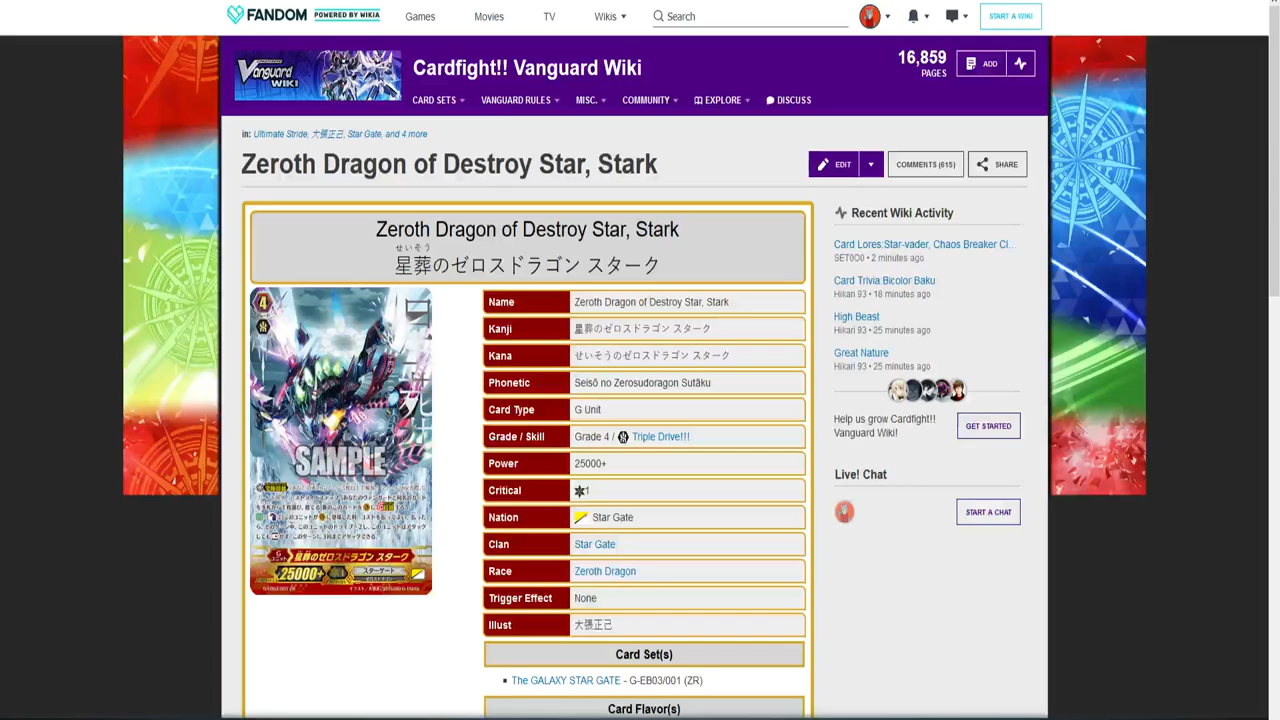 FANDOM POWERED BY WIKIA
Games Movies TV Wikis Search START A WIKI
Vanguard WIKI
Cardfight!! Vanguard Wiki
16,859
PAGES
ADD
CARD SETS VANGUARD RULES MISC. COMMUNITY EXPLORE DISCUSS
in: Ultimate Stride, 大張正己, Star Gate, and 4 more
Zeroth Dragon of Destroy Star, Stark
EDIT COMMENTS (615) SHARE
Zeroth Dragon of Destroy Star, Stark
せいそう
星葬のゼロスドラゴン スターク
4
SAMPLE
星葬のゼロスドラゴン スターク
25000+
スターゲート
Name Zeroth Dragon of Destroy Star, Stark
Kanji 星葬のゼロスドラゴン スターク
Kana せいそうのゼロスドラゴン スターク
Phonetic Seisō no Zerosudoragon Sutāku
Card Type G Unit
Grade / Skill Grade 4 / Triple Drive!!!
Power 25000+
Critical 1
Nation Star Gate
Clan Star Gate
Race Zeroth Dragon
Trigger Effect None
Illust 大張正己
Card Set(s)
The GALAXY STAR GATE - G-EB03/001 (ZR)
Card Flavor(s)
Recent Wiki Activity
Card Lores:Star-vader, Chaos Breaker Cl...
SET0O0 • 2 minutes ago
Card Trivia:Bicolor Baku
Hikari 93 • 16 minutes ago
High Beast
Hikari 93 • 25 minutes ago
Great Nature
Hikari 93 • 25 minutes ago
Help us grow Cardfight!!
Vanguard Wiki!
GET STARTED
Live! Chat
START A CHAT